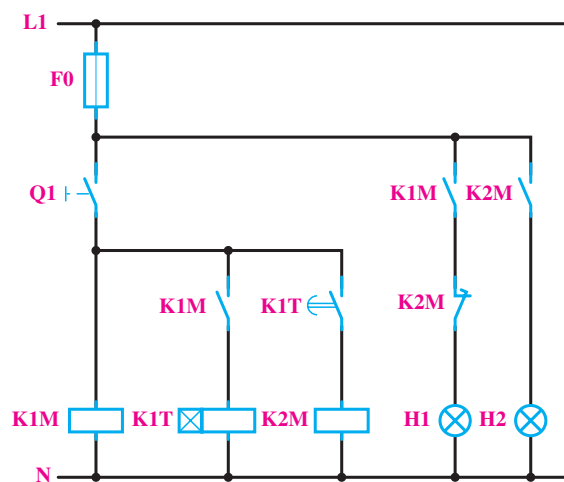 L1
F0
Q1 K1M K2M
K1M K1T K2M
K1M K1T K2M H1 H2
N